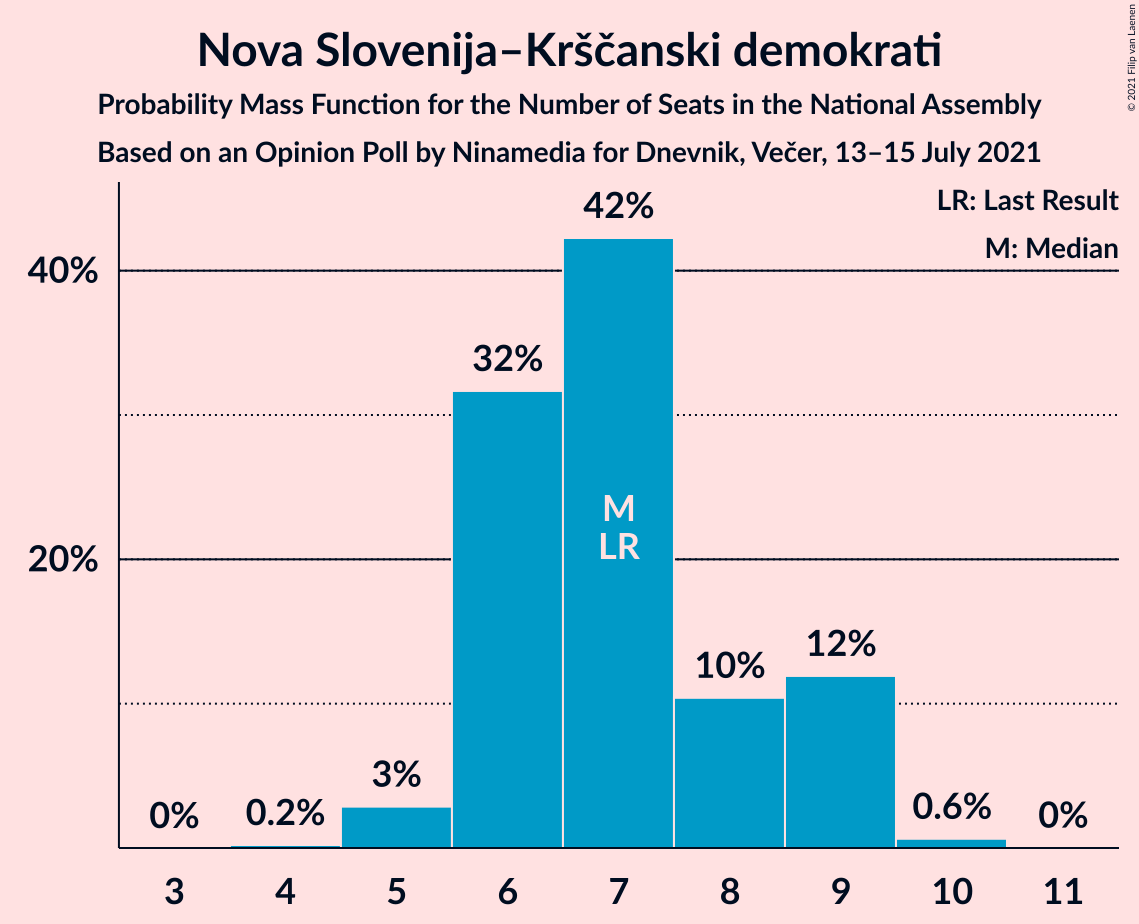 Nova Slovenija–Krščanski demokrati
Probability Mass Function for the Number of Seats in the National Assembly
Based on an Opinion Poll by Ninamedia for Dnevnik, Večer, 13–15 July 2021
© 2021 Filip van Laenen
LR: Last Result
M: Median
40%
20%
0%
0.2%
3%
32%
42%
10%
12%
0.6%
0%
M
LR
3
4
5
6
7
8
9
10
11